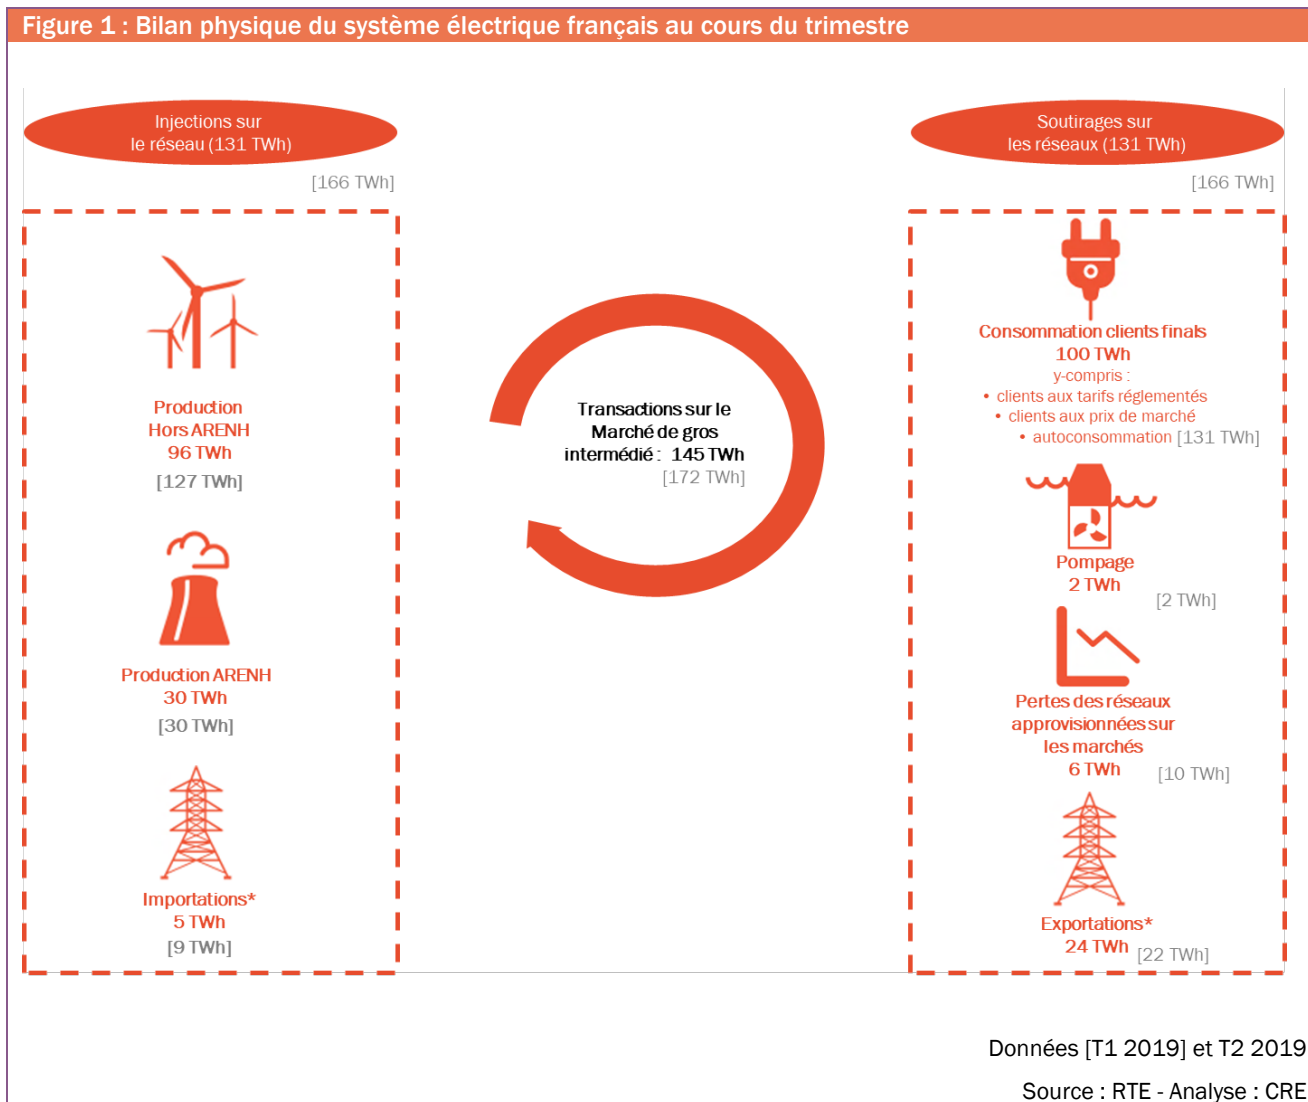 Figure 1 : Bilan physique du système électrique français au cours du trimestre
Injections sur
le réseau (131 TWh)
[166 TWh]
Production
Hors ARENH
96 TWh
[127 TWh]
Production ARENH
30 TWh
[30 TWh]
Importations*
5 TWh
[9 TWh]
Transactions sur le
Marché de gros
intermédié : 145 TWh
[172 TWh]
Soutirages sur
les réseaux (131 TWh)
[166 TWh]
Consommation clients finals
100 TWh
y-compris :
• clients aux tarifs réglementés
• clients aux prix de marché
• autoconsommation [131 TWh]
Pompage
2 TWh
[2 TWh]
Pertes des réseaux
approvisionnées sur
les marchés
6 TWh
[10 TWh]
Exportations*
24 TWh
[22 TWh]
Données [T1 2019] et T2 2019
Source : RTE - Analyse : CRE